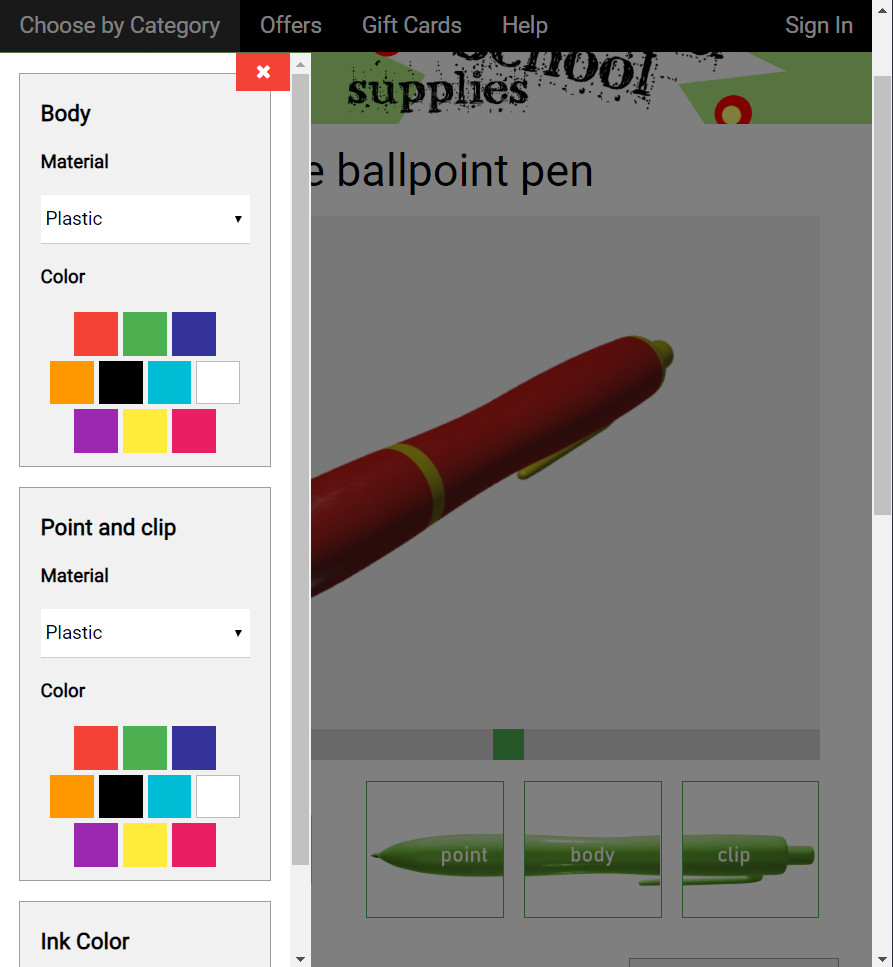 Choose by Category Offers Gift Cards Help Sign In
School
supplies
e ballpoint pen
Body
Material
Plastic
Color
Point and clip
Material
Plastic
Color
point body clip
Ink Color